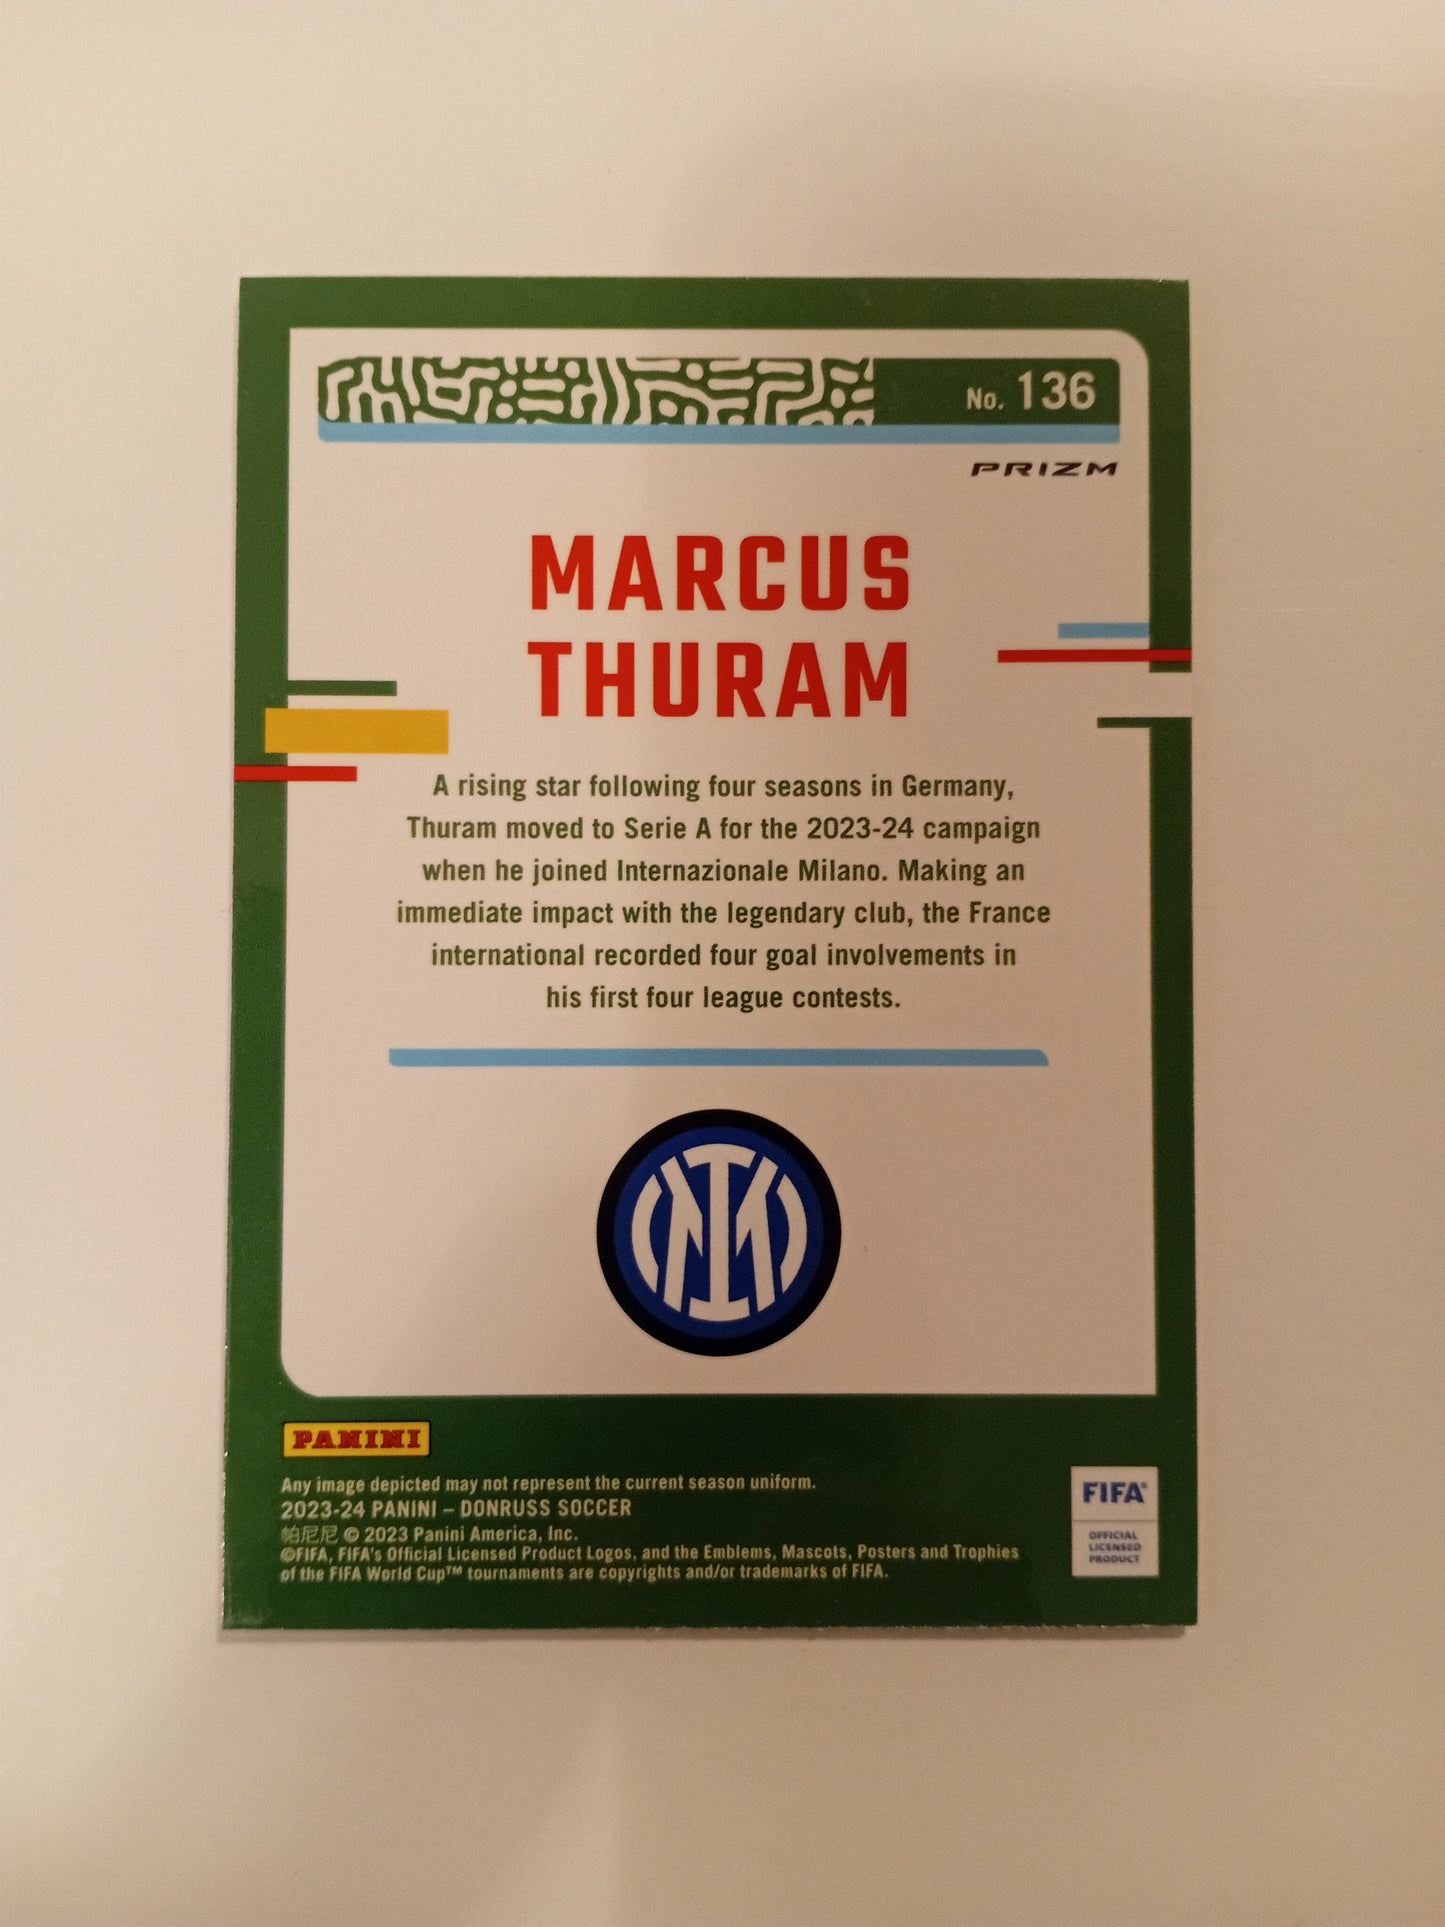 No. 136
PRIZM
MARCUS
THURAM
A rising star following four seasons in Germany,
Thuram moved to Serie A for the 2023-24 campaign
when he joined Internazionale Milano. Making an
immediate impact with the legendary club, the France
international recorded four goal involvements in
his first four league contests.
IM
PANINI
Any image depicted may not represent the current season uniform.
2023-24 PANINI – DONRUSS SOCCER
帕尼尼 © 2023 Panini America, Inc.
©FIFA, FIFA's Official Licensed Product Logos, and the Emblems, Mascots, Posters and Trophies
of the FIFA World Cup™ tournaments are copyrights and/or trademarks of FIFA.
FIFA®
OFFICIAL
LICENSED
PRODUCT